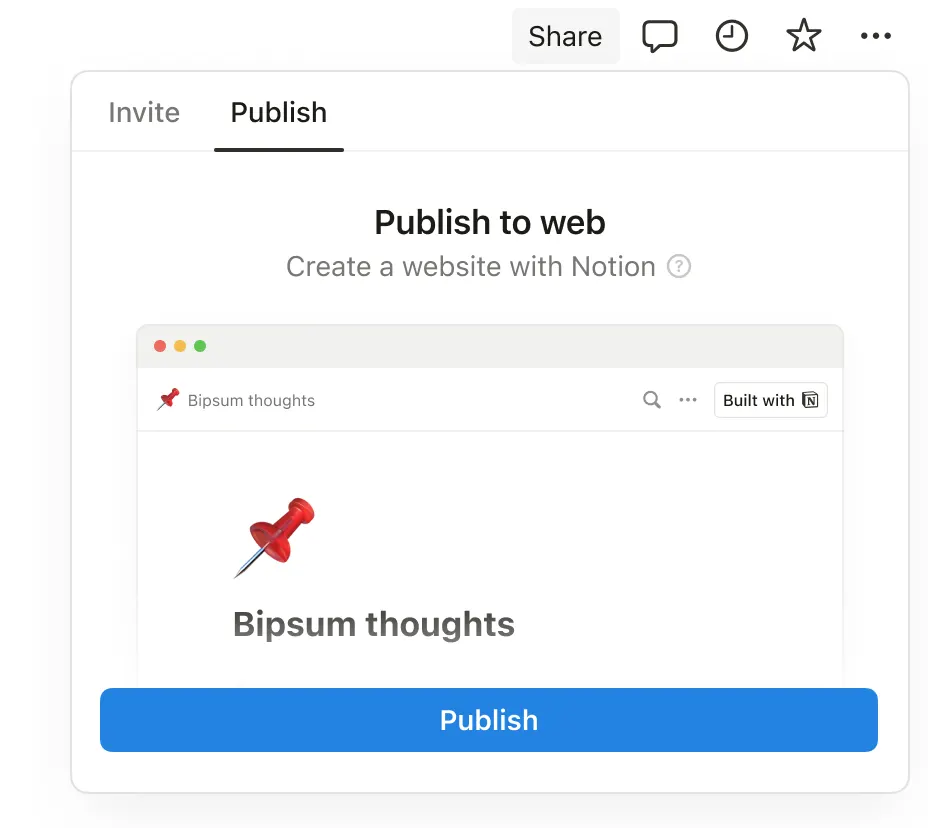 Share
Invite Publish
Publish to web
Create a website with Notion ?
Bipsum thoughts Built with N
Bipsum thoughts
Publish